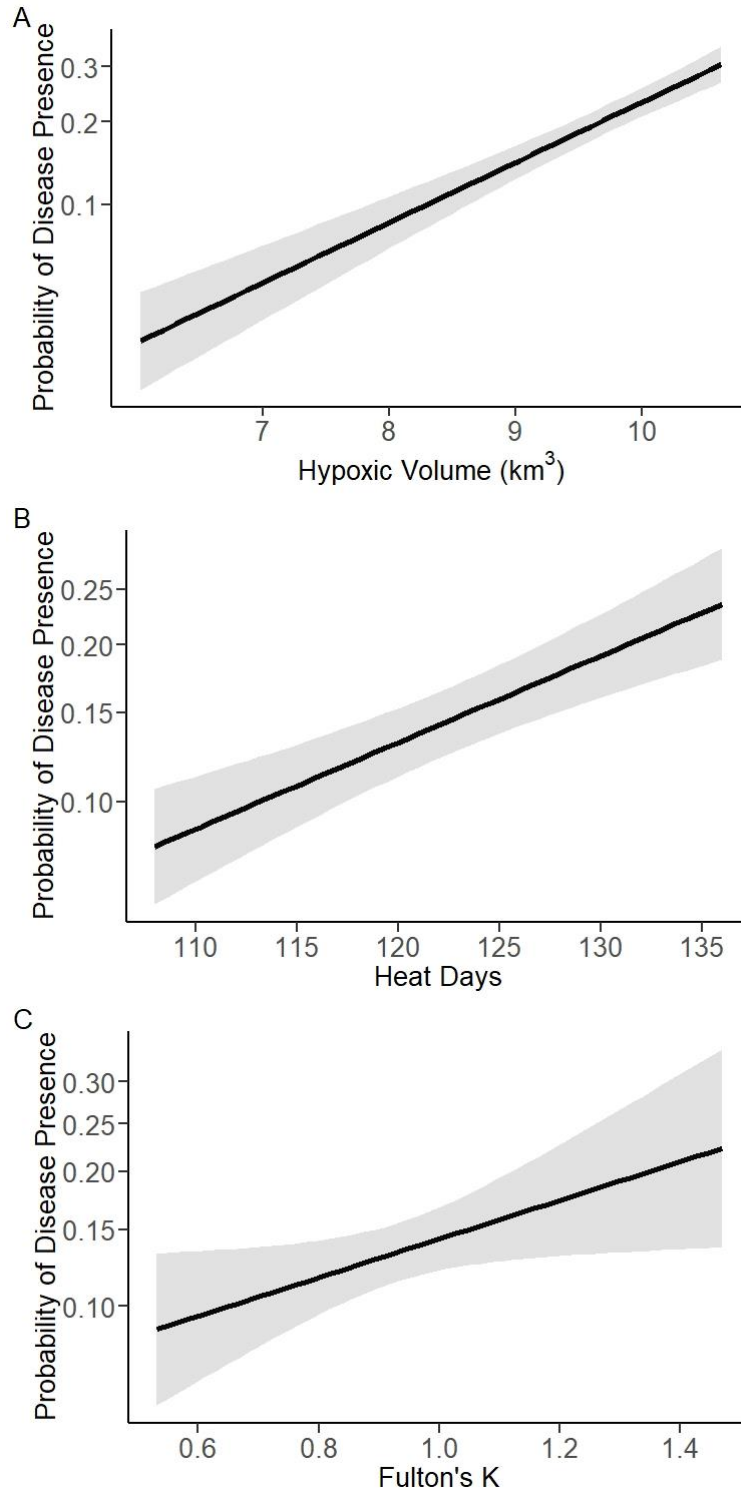 A
Probability of Disease Presence
0.3
0.2
0.1
7 8 9 10
Hypoxic Volume (km³)
B
Probability of Disease Presence
0.25
0.20
0.15
0.10
110 115 120 125 130 135
Heat Days
C
Probability of Disease Presence
0.30
0.25
0.20
0.15
0.10
0.6 0.8 1.0 1.2 1.4
Fulton's K